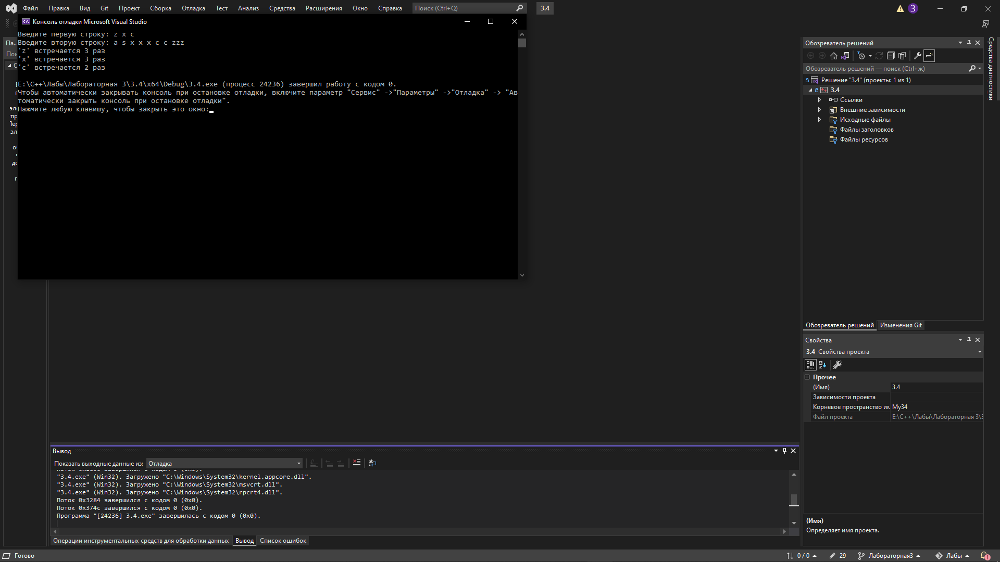 Файл Правка Вид Git Проект Сборка Отладка Тест Анализ Средства Расширения Окно Справка Поиск (Ctrl+Q) 3.4 3
Консоль отладки Microsoft Visual Studio
Введите первую строку: z x c
Введите вторую строку: a s x x x c c zzz
'z' встречается 3 раз
'x' встречается 3 раз
'c' встречается 2 раз
E:\C++\Лабы\Лабораторная 3\3.4\x64\Debug\3.4.exe (процесс 24236) завершил работу с кодом 0.
Чтобы автоматически закрывать консоль при остановке отладки, включите параметр "Сервис" ->"Параметры" ->"Отладка" -> "Ав
томатически закрыть консоль при остановке отладки".
Нажмите любую клавишу, чтобы закрыть это окно:
Обозреватель решений
Обозреватель решений — поиск (Ctrl+ж)
Решение "3.4" (проекты: 1 из 1)
3.4
Ссылки
Внешние зависимости
Исходные файлы
Файлы заголовков
Файлы ресурсов
Средства диагностики
Обозреватель решений Изменения Git
Свойства
3.4 Свойства проекта
Прочее
(Имя) 3.4
Зависимости проекта
Корневое пространство им My34
Файл проекта E:\C++\Лабы\Лабораторная 3\3
(Имя)
Определяет имя проекта.
Вывод
Показать выходные данные из: Отладка
"3.4.exe" (Win32). Загружено "C:\Windows\System32\kernel.appcore.dll".
"3.4.exe" (Win32). Загружено "C:\Windows\System32\msvcrt.dll".
"3.4.exe" (Win32). Загружено "C:\Windows\System32\rpcrt4.dll".
Поток 0x3284 завершился с кодом 0 (0x0).
Поток 0x374c завершился с кодом 0 (0x0).
Программа "[24236] 3.4.exe" завершилась с кодом 0 (0x0).
Операции инструментальных средств для обработки данных Вывод Список ошибок
Готово 0 / 0 29 Лабораторная3 Лабы 1